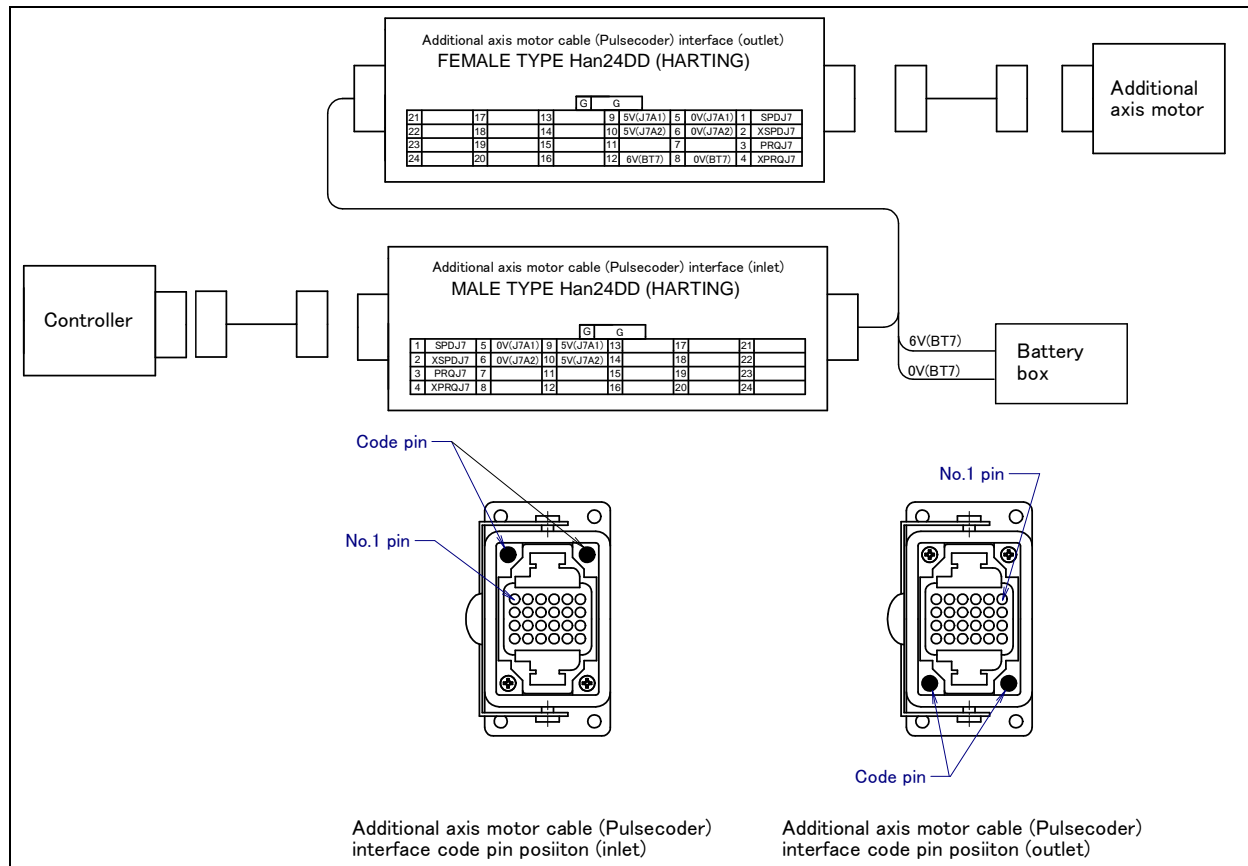 Additional axis motor cable (Pulsecoder) interface (outlet)
FEMALE TYPE Han24DD (HARTING)
G G
21 17 13 9 5V(J7A1) 5 0V(J7A1) 1 SPDJ7
22 18 14 10 5V(J7A2) 6 0V(J7A2) 2 XSPDJ7
23 19 15 11 7 3 PRQJ7
24 20 16 12 6V(BT7) 8 0V(BT7) 4 XPRQJ7
Additional
axis motor
Controller
Additional axis motor cable (Pulsecoder) interface (inlet)
MALE TYPE Han24DD (HARTING)
G G
1 SPDJ7 5 0V(J7A1) 9 5V(J7A1) 13 17 21
2 XSPDJ7 6 0V(J7A2) 10 5V(J7A2) 14 18 22
3 PRQJ7 7 11 15 19 23
4 XPRQJ7 8 12 16 20 24
6V(BT7)
0V(BT7)
Battery
box
Code pin
No.1 pin
No.1 pin
Code pin
Additional axis motor cable (Pulsecoder)
interface code pin posiiton (inlet)
Additional axis motor cable (Pulsecoder)
interface code pin posiiton (outlet)